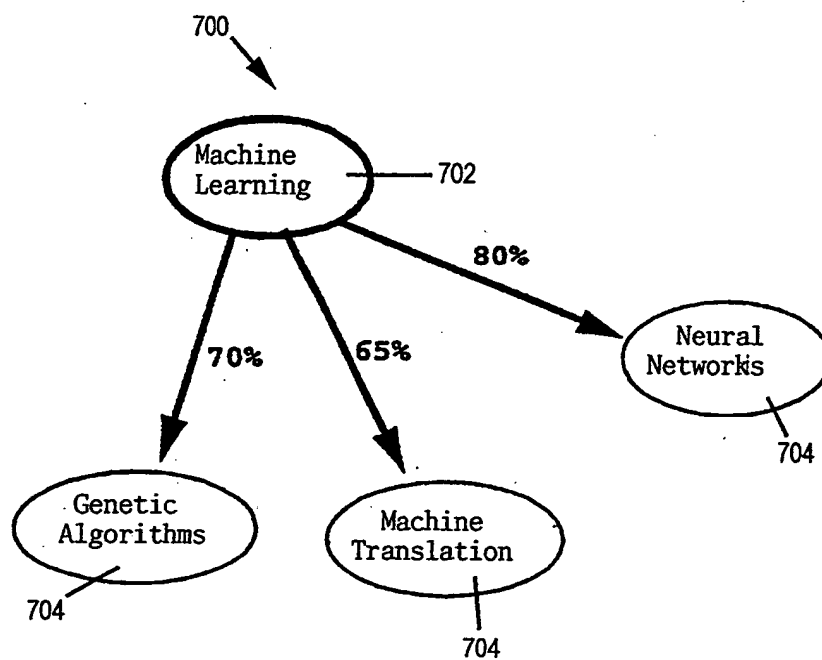 700
Machine
Learning
702
80%
70%
65%
Neural
Networks
704
Genetic
Algorithms
Machine
Translation
704
704